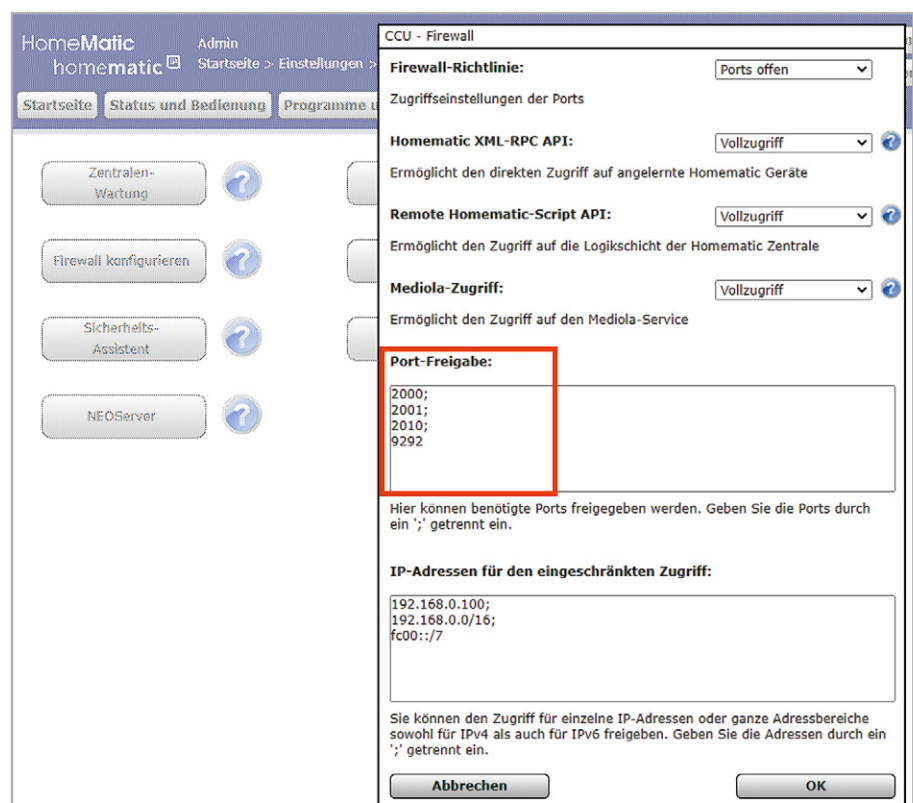 HomeMatic
homematic IP
Admin
Startseite > Einstellungen >
Startseite
Status und Bedienung
Programme u
Zentralen-
Wartung
Firewall konfigurieren
Sicherheits-
Assistent
NEOServer
CCU - Firewall
Firewall-Richtlinie:
Ports offen
Zugriffseinstellungen der Ports
Homematic XML-RPC API:
Vollzugriff
Ermöglicht den direkten Zugriff auf angelernte Homematic Geräte
Remote Homematic-Script API:
Vollzugriff
Ermöglicht den Zugriff auf die Logikschicht der Homematic Zentrale
Mediola-Zugriff:
Vollzugriff
Ermöglicht den Zugriff auf den Mediola-Service
Port-Freigabe:
2000;
2001;
2010;
9292
Hier können benötigte Ports freigegeben werden. Geben Sie die Ports durch
ein ';' getrennt ein.
IP-Adressen für den eingeschränkten Zugriff:
192.168.0.100;
192.168.0.0/16;
fc00::/7
Sie können den Zugriff für einzelne IP-Adressen oder ganze Adressbereiche
sowohl für IPv4 als auch für IPv6 freigeben. Geben Sie die Adressen durch ein
';' getrennt ein.
Abbrechen
OK